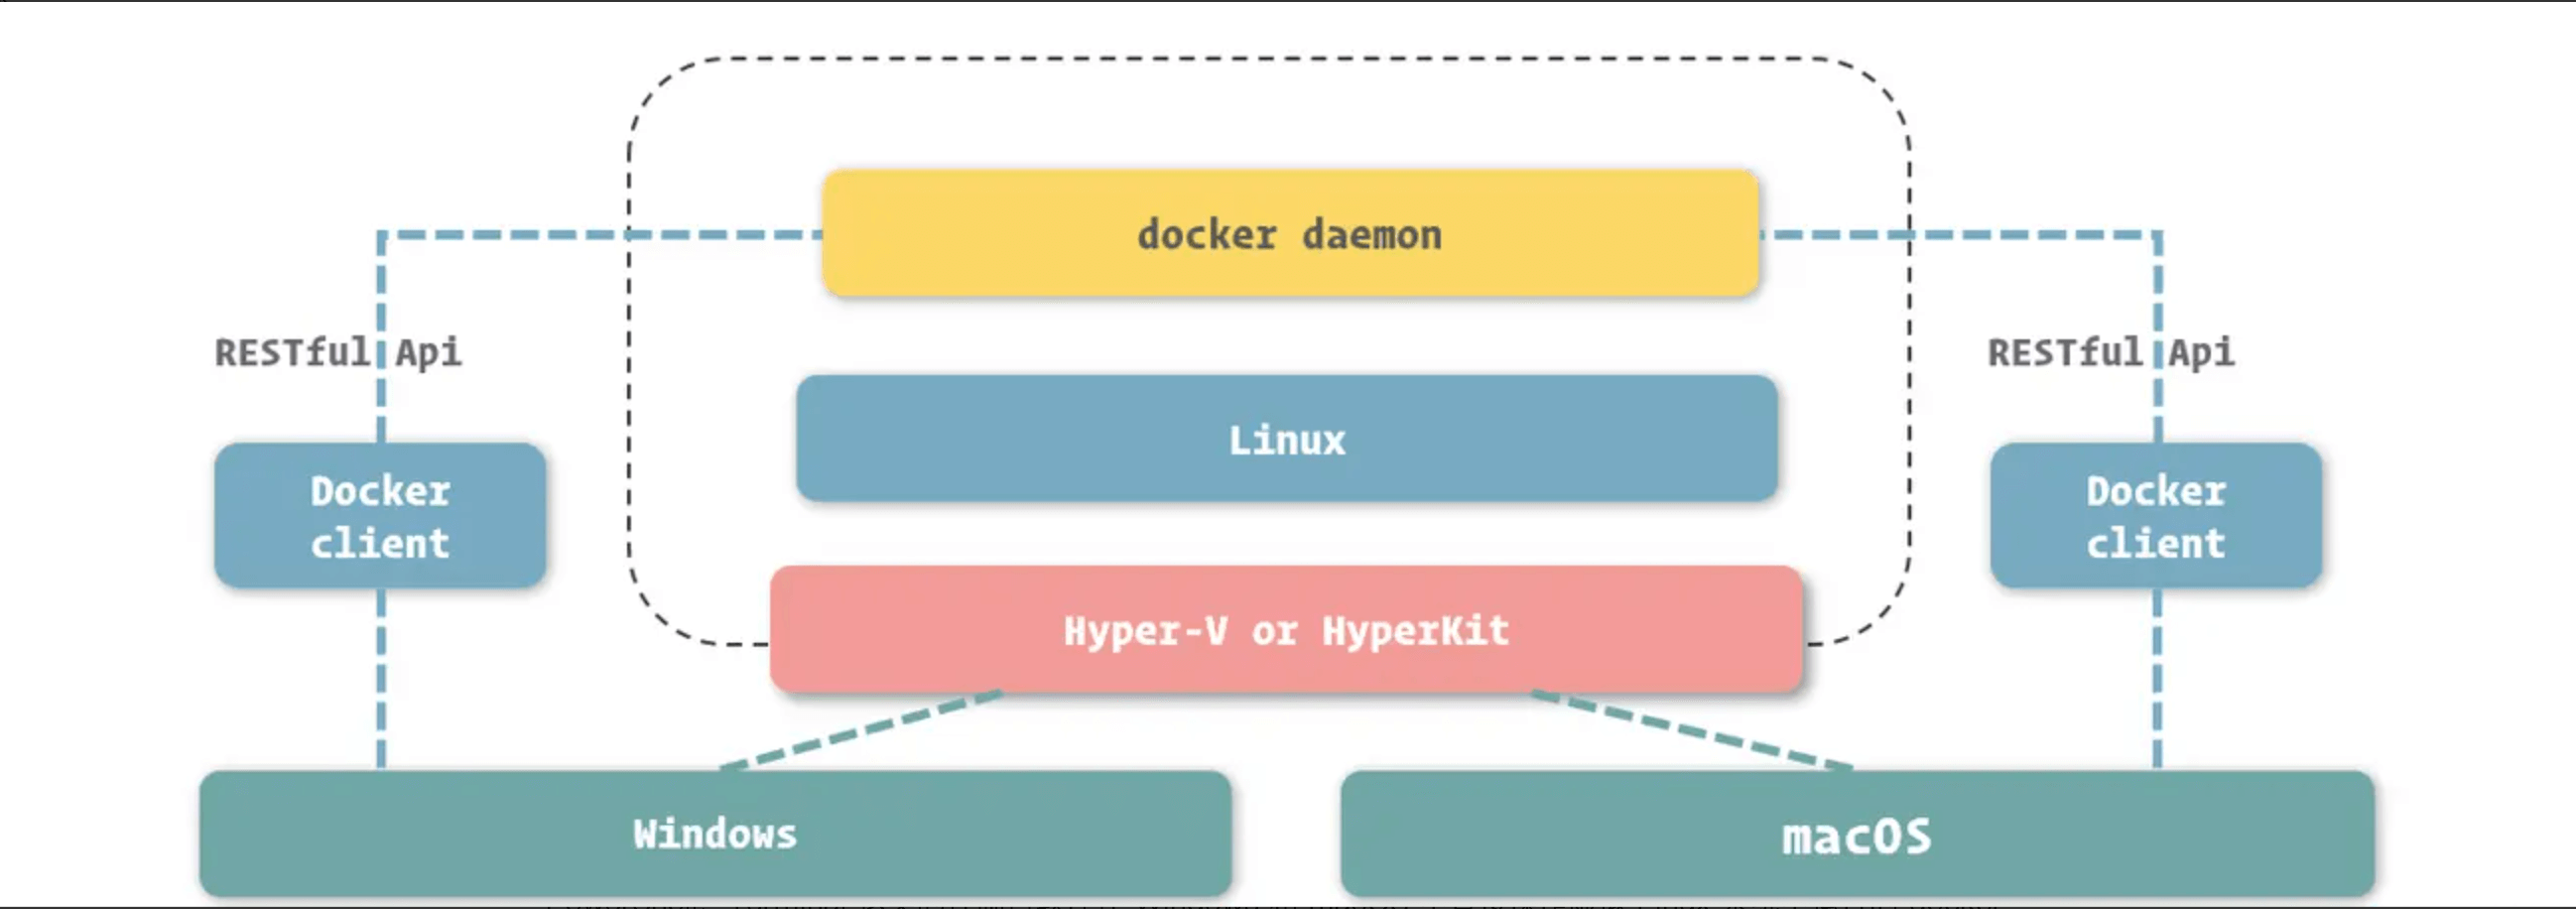 docker daemon
RESTful Api
RESTful Api
Linux
Docker
client
Docker
client
Hyper-V or HyperKit
Windows
macOS